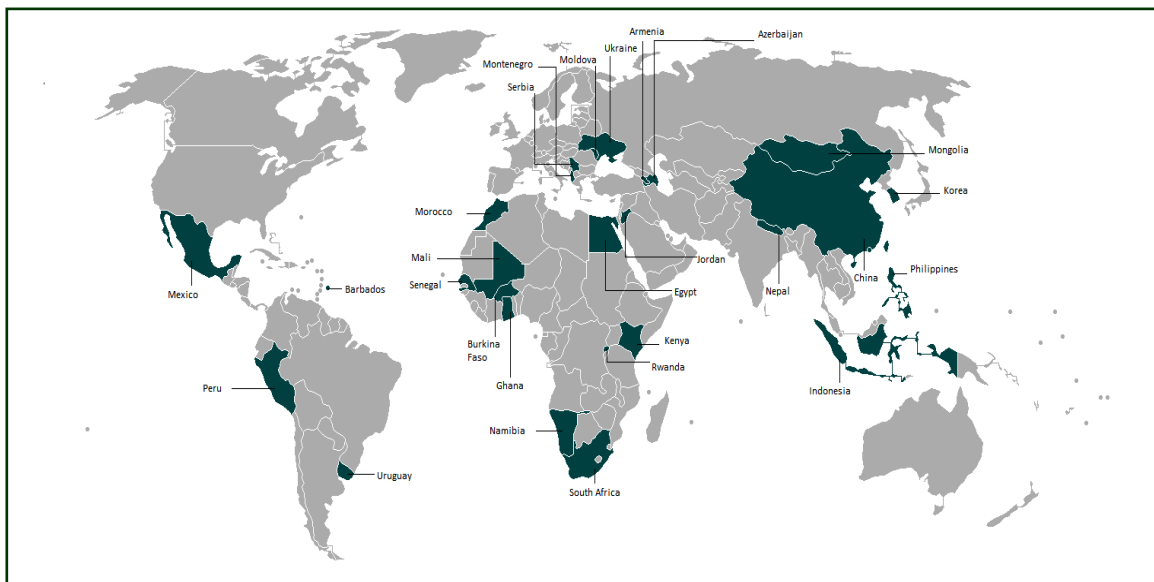 Armenia
Azerbaijan
Ukraine
Moldova
Montenegro
Serbia
Mongolia
Korea
Morocco
Mali
Jordan
Philippines
Senegal
China
Mexico
Barbados
Egypt
Nepal
Burkina
Faso
Kenya
Rwanda
Ghana
Peru
Indonesia
Namibia
Uruguay
South Africa